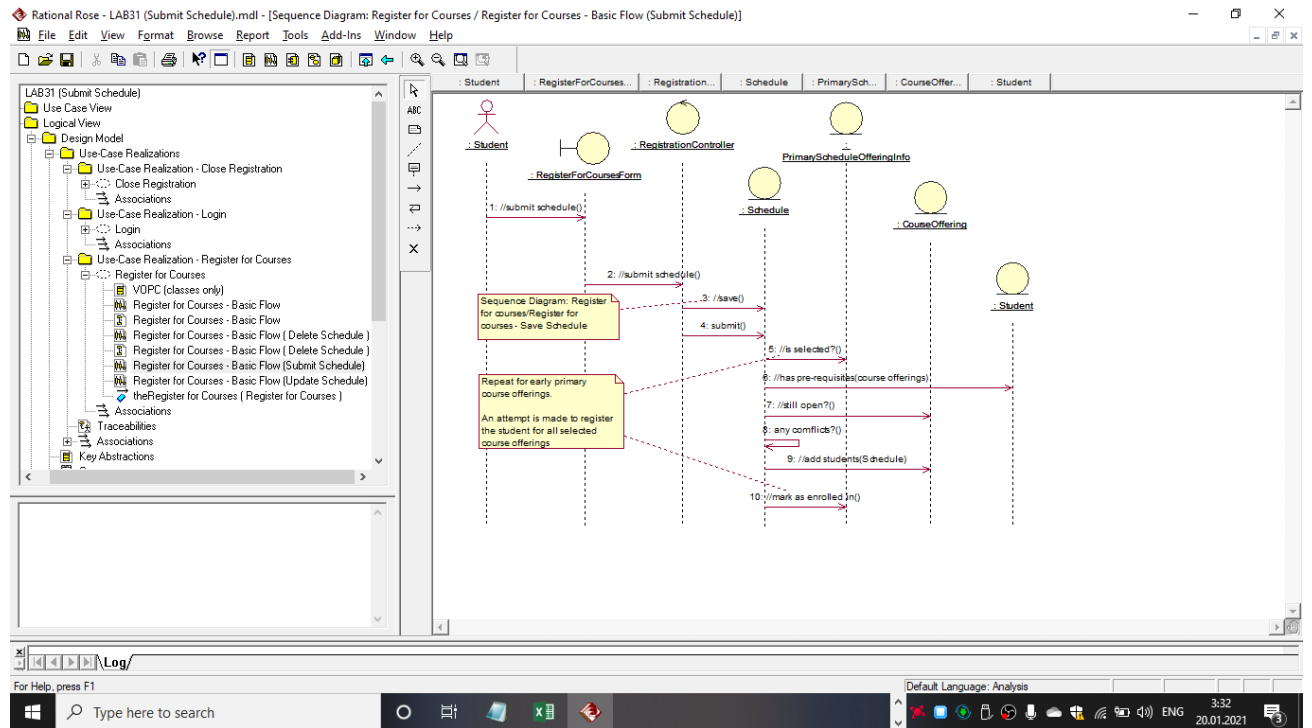 Rational Rose - LAB31 (Submit Schedule).mdl - [Sequence Diagram: Register for Courses / Register for Courses - Basic Flow (Submit Schedule)]
File Edit View Format Browse Report Tools Add-Ins Window Help
LAB31 (Submit Schedule)
Use Case View
Logical View
Design Model
Use-Case Realizations
Use-Case Realization - Close Registration
Close Registration
Associations
Use-Case Realization - Login
Login
Associations
Use-Case Realization - Register for Courses
Register for Courses
VOPC (classes only)
Register for Courses - Basic Flow
Register for Courses - Basic Flow
Register for Courses - Basic Flow ( Delete Schedule )
Register for Courses - Basic Flow ( Delete Schedule )
Register for Courses - Basic Flow (Submit Schedule)
Register for Courses - Basic Flow (Update Schedule)
theRegister for Courses ( Register for Courses )
Associations
Traceabilities
Associations
Key Abstractions
ABC
: Student : RegisterForCourses... : Registration... : Schedule : PrimarySch... : CourseOffer... : Student
: Student
: RegisterForCoursesForm
: RegistrationController
: Schedule
:
PrimaryScheduleOfferingInfo
: CourseOffering
: Student
1: //submit schedule()
2: //submit schedule()
3: //save()
4: submit()
5: //is selected?()
6: //has pre-requisites(course offerings)
7: //still open?()
8: any comflicts?()
9: //add students(Schedule)
10: //mark as enrolled in()
Sequence Diagram: Register
for courses/Register for
courses - Save Schedule
Repeat for early primary
course offerings.
An attempt is made to register
the student for all selected
course offerings
Log
For Help, press F1
Default Language: Analysis
Type here to search
ENG
3:32
20.01.2021
3